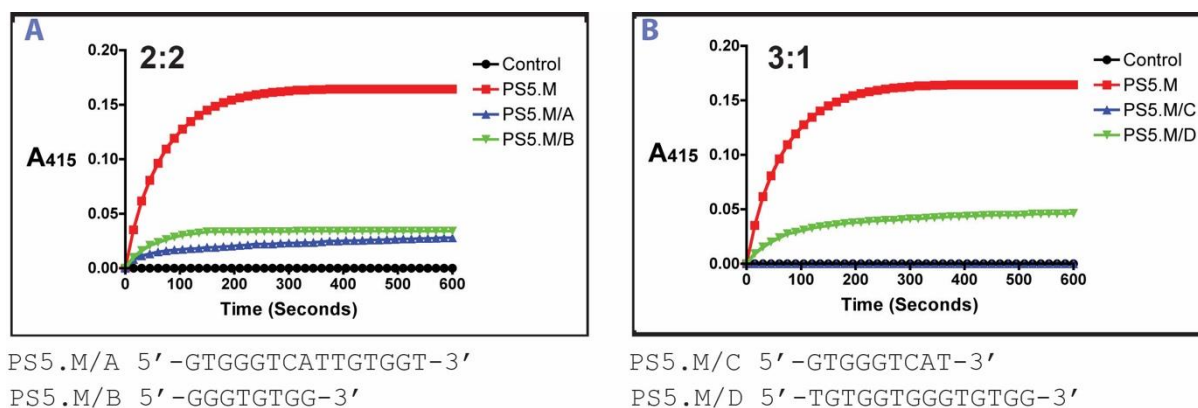 A
2:2
0.20
0.15
0.10
0.05
0.00
A415
0 100 200 300 400 500 600
Time (Seconds)
Control
PS5.M
PS5.M/A
PS5.M/B
PS5.M/A 5′-GTGGGTCATTGTGGT-3′
PS5.M/B 5′-GGGTGTGG-3′
B
3:1
0.20
0.15
0.10
0.05
0.00
A415
0 100 200 300 400 500 600
Time (Seconds)
Control
PS5.M
PS5.M/C
PS5.M/D
PS5.M/C 5′-GTGGGTCAT-3′
PS5.M/D 5′-TGTGGTGGGTGTGG-3′